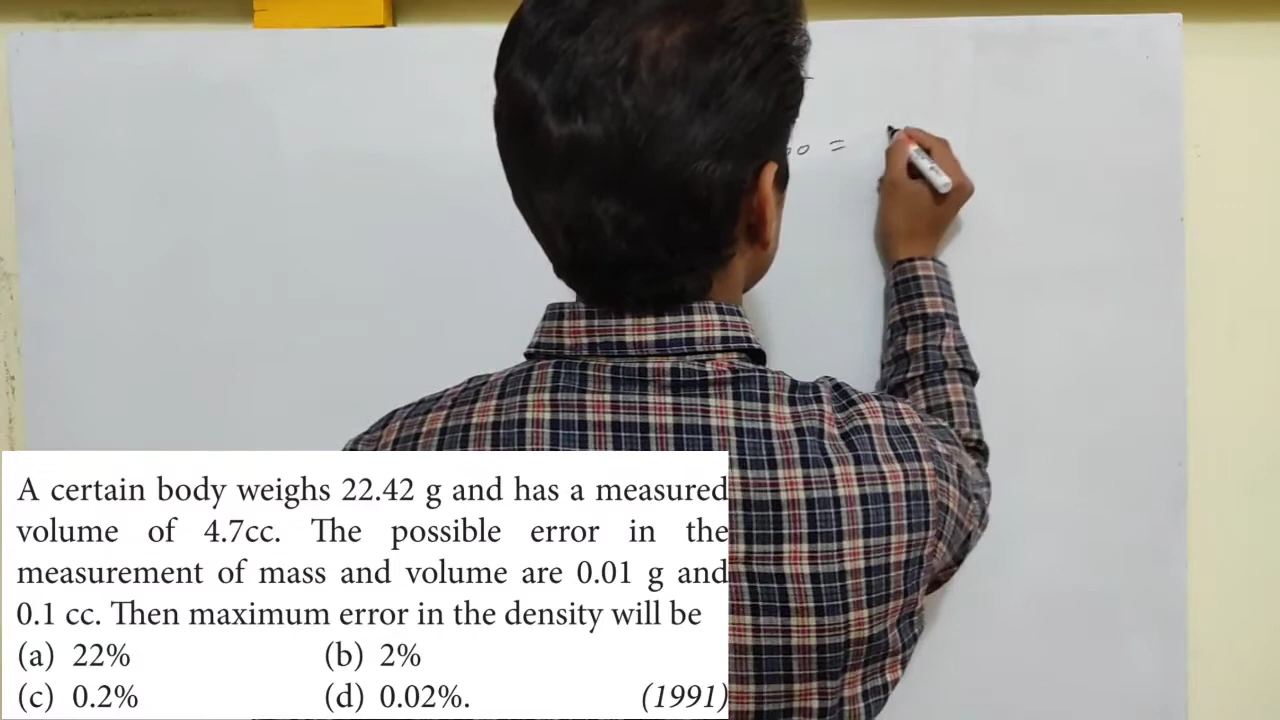 00 =
A certain body weighs 22.42 g and has a measured
volume of 4.7cc. The possible error in the
measurement of mass and volume are 0.01 g and
0.1 cc. Then maximum error in the density will be
(a) 22% (b) 2%
(c) 0.2% (d) 0.02%. (1991)